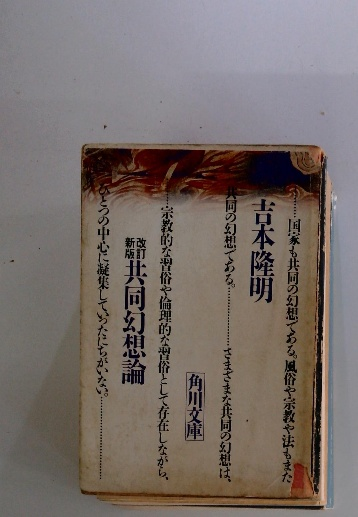 ………国家も共同の幻想である。風俗や宗教や法もまた
吉本隆明
共同の幻想である。……………さまざまな共同の幻想は、
角川文庫
……宗教的な習俗や倫理的な習俗として存在しながら、
改訂
新版
共同幻想論
ひとつの中心に凝集していったにちがいない。……………